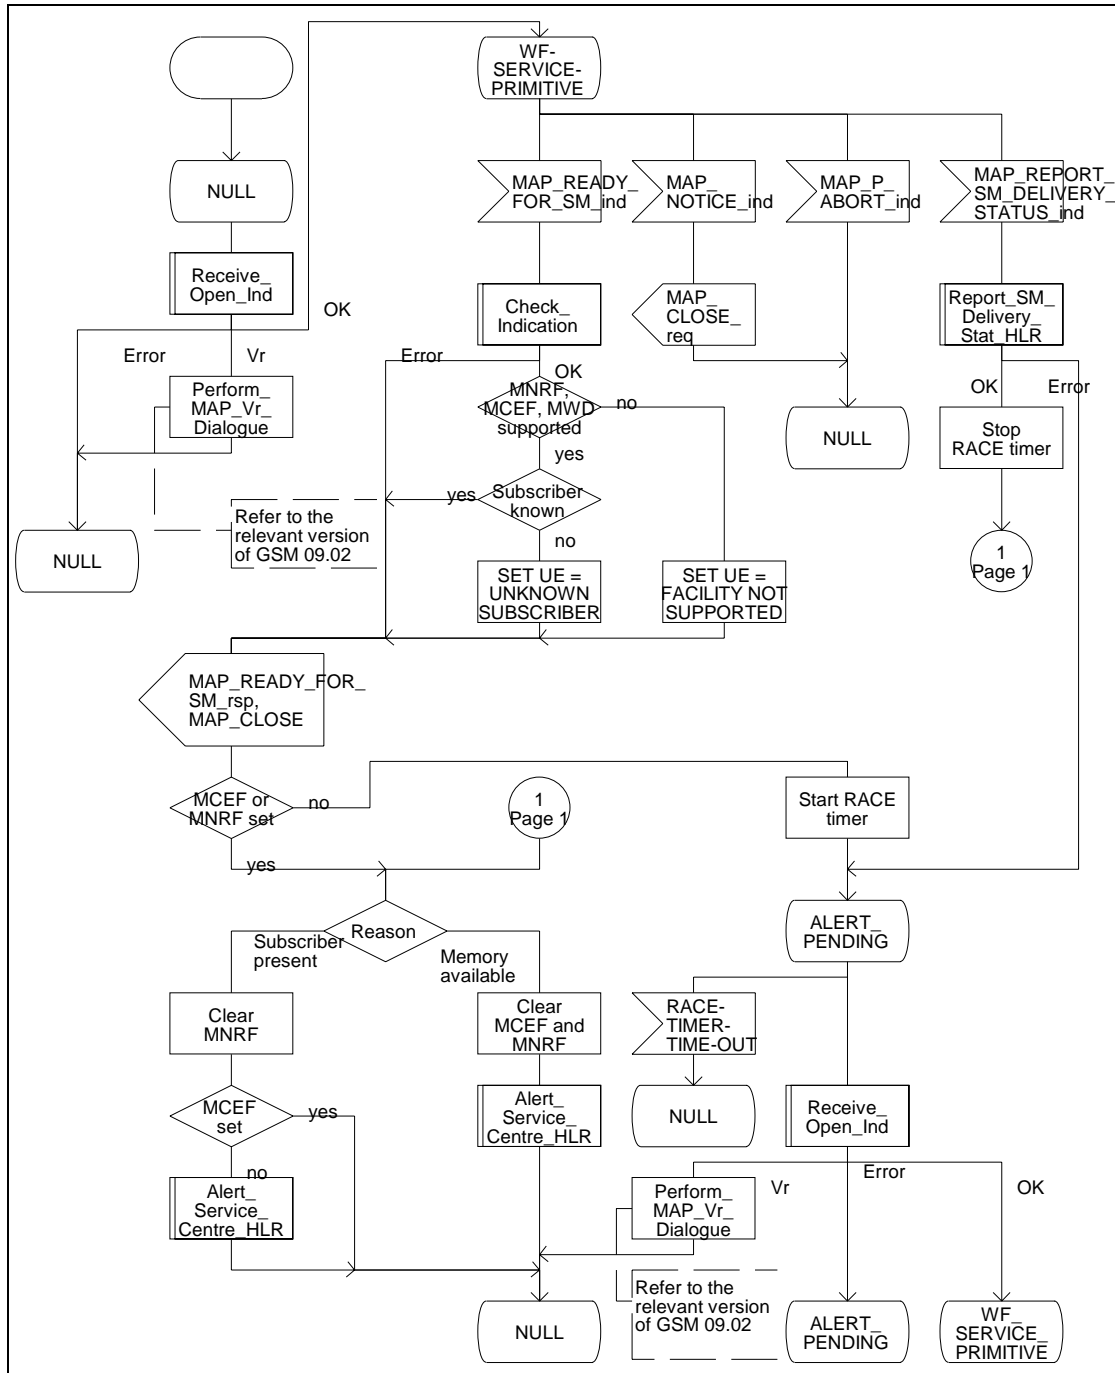 WF-
SERVICE-
PRIMITIVE
NULL
MAP_READY_
FOR_SM_ind
MAP_
NOTICE_ind
MAP_P_
ABORT_ind
MAP_REPORT_
SM_DELIVERY_
STATUS_ind
Receive_
Open_Ind
OK
Check_
Indication
MAP_
CLOSE_
req
Report_SM_
Delivery_
Stat_HLR
Error
Vr
Error
OK
OK
Error
Perform_
MAP_Vr_
Dialogue
MNRF,
MCEF, MWD
supported
no
NULL
Stop
RACE timer
yes
yes
Subscriber
known
Refer to the
relevant version
of GSM 09.02
no
NULL
SET UE =
UNKNOWN
SUBSCRIBER
SET UE =
FACILITY NOT
SUPPORTED
1
Page 1
MAP_READY_FOR_
SM_rsp,
MAP_CLOSE
MCEF or
MNRF set
no
1
Page 1
Start RACE
timer
yes
Reason
ALERT_
PENDING
Subscriber
present
Memory
available
Clear
MNRF
Clear
MCEF and
MNRF
RACE-
TIMER-
TIME-OUT
MCEF
set
yes
Alert_
Service_
Centre_HLR
NULL
Receive_
Open_Ind
no
Error
Vr
OK
Alert_
Service_
Centre_HLR
Perform_
MAP_Vr_
Dialogue
Refer to the
relevant version
of GSM 09.02
NULL
ALERT_
PENDING
WF_
SERVICE_
PRIMITIVE